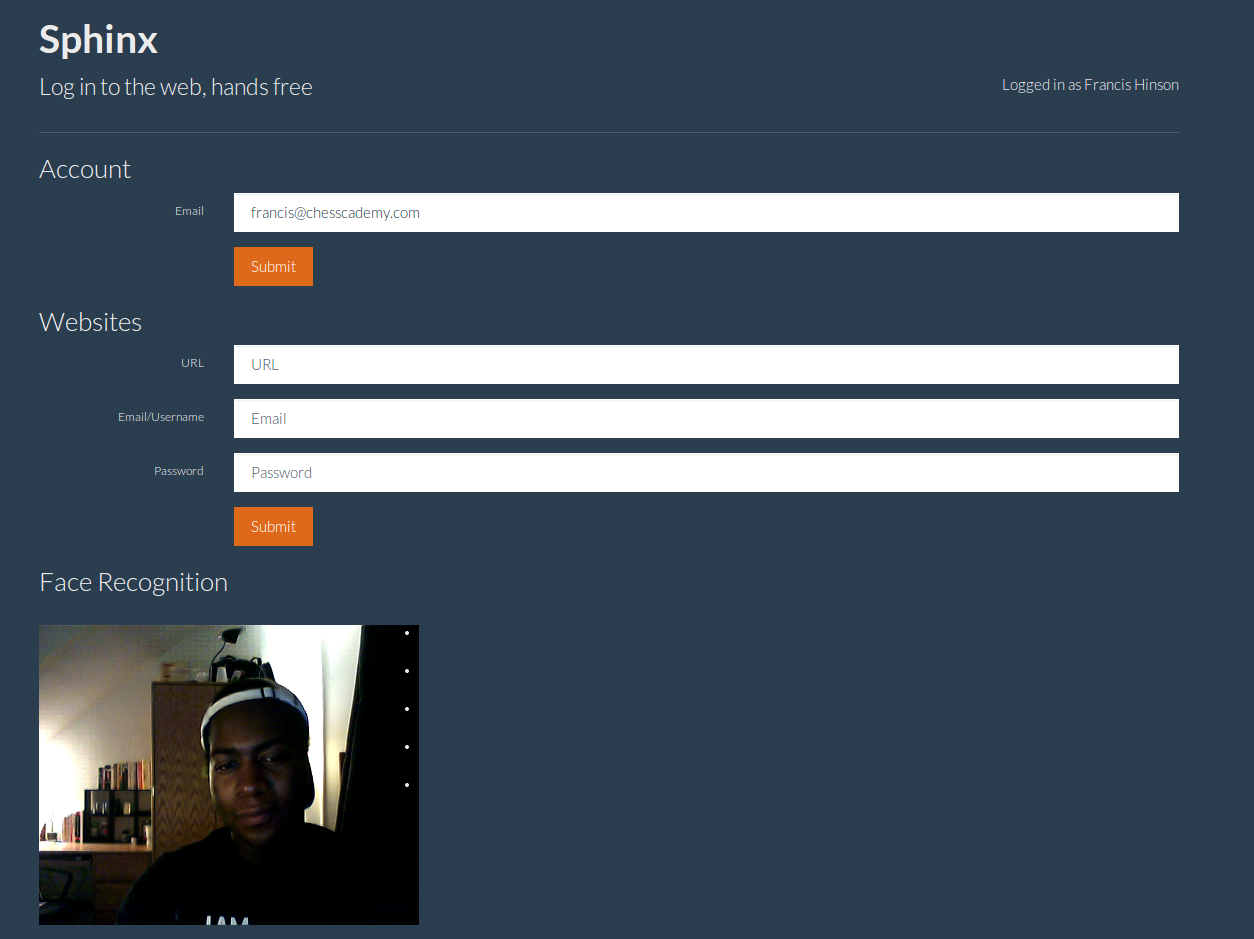 Sphinx
Log in to the web, hands free
Logged in as Francis Hinson
Account
Email
francis@chesscademy.com
Submit
Websites
URL
URL
Email/Username
Email
Password
Password
Submit
Face Recognition
I AM